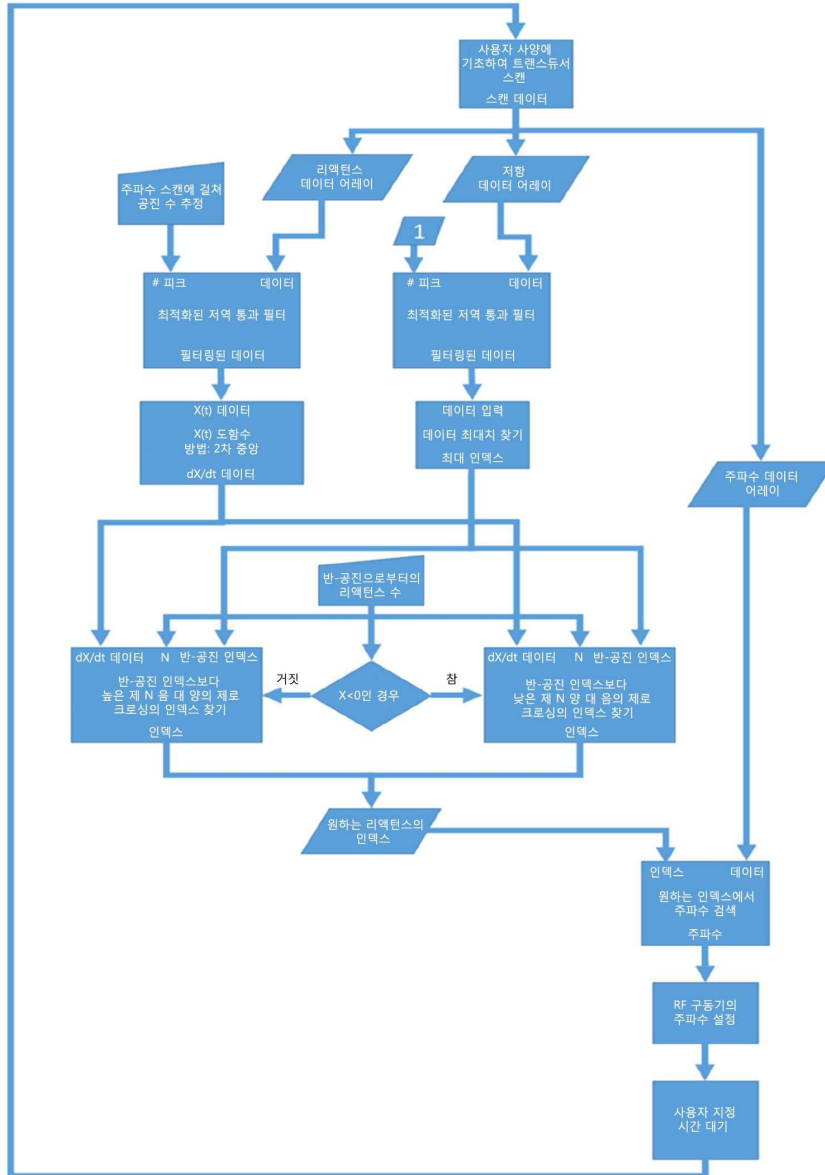 사용자 사양에
기초하여 트랜스듀서
스캔
스캔 데이터
주파수 스캔에 걸쳐
공진 수 추정
리액턴스
데이터 어레이
저항
데이터 어레이
1
# 피크 데이터
최적화된 저역 통과 필터
필터링된 데이터
# 피크 데이터
최적화된 저역 통과 필터
필터링된 데이터
X(t) 데이터
X(t) 도함수
방법: 2차 중앙
dX/dt 데이터
데이터 입력
데이터 최대치 찾기
최대 인덱스
주파수 데이터
어레이
반-공진으로부터의
리액턴스 수
dX/dt 데이터 N 반-공진 인덱스
반-공진 인덱스보다
높은 제 N 음 대 양의 제로
크로싱의 인덱스 찾기
인덱스
거짓
X<0인 경우
참
dX/dt 데이터 N 반-공진 인덱스
반-공진 인덱스보다
낮은 제 N 양 대 음의 제로
크로싱의 인덱스 찾기
인덱스
원하는 리액턴스의
인덱스
인덱스 데이터
원하는 인덱스에서
주파수 검색
주파수
RF 구동기의
주파수 설정
사용자 지정
시간 대기